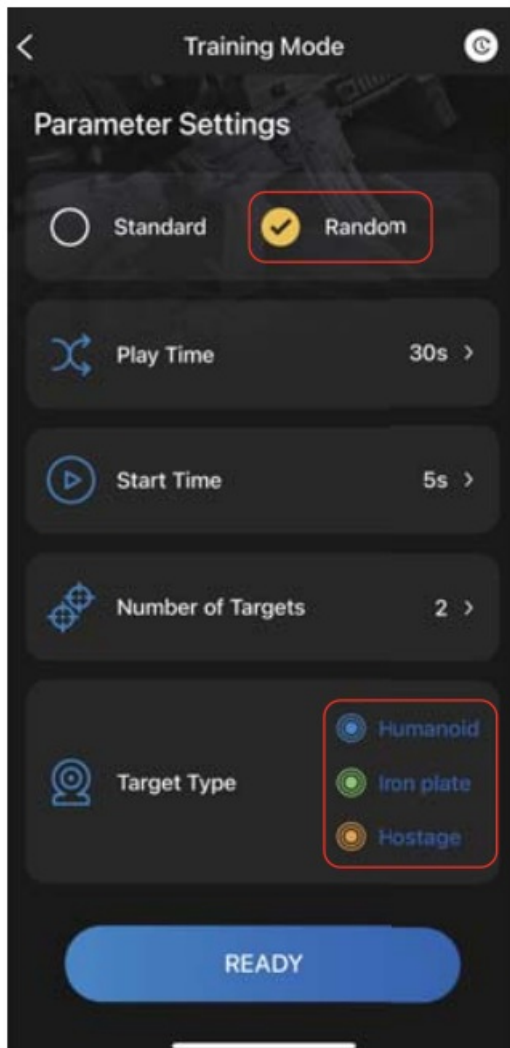 Training Mode
Parameter Settings
Standard Random
Play Time 30s >
Start Time 5s >
Number of Targets 2 >
Humanoid
Target Type Iron plate
Hostage
READY